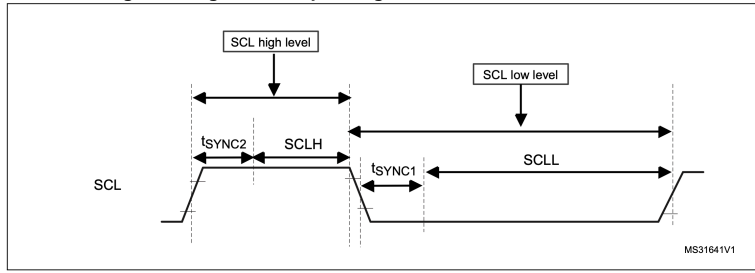 SCL high level
SCL low level
tSYNC2
SCLH
tSYNC1
SCLL
SCL
MS31641V1